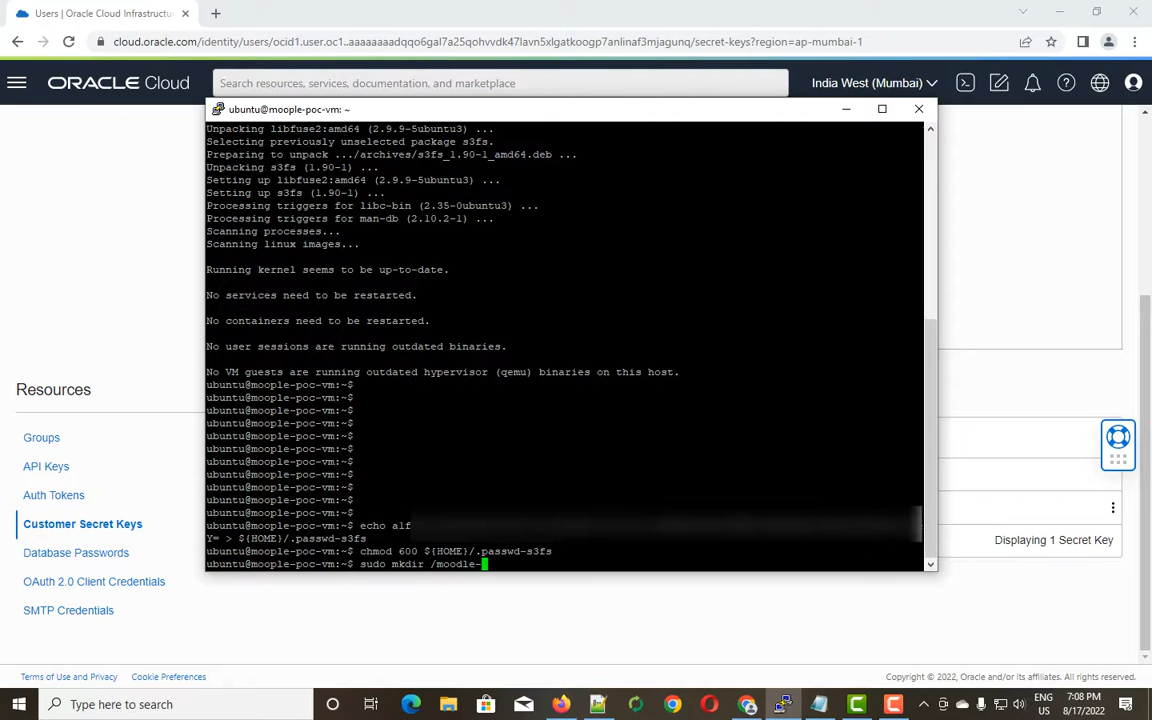 Users | Oracle Cloud Infrastructu
cloud.oracle.com/identity/users/ocid1.user.oc1..aaaaaaaadqqo6gal7a25qohvvdk47lavn5xlgatkoogp7anlinaf3mjagunq/secret-keys?region=ap-mumbai-1
ORACLE Cloud
Search resources, services, documentation, and marketplace
India West (Mumbai)
ubuntu@moople-poc-vm: ~
Unpacking libfuse2:amd64 (2.9.9-5ubuntu3) ...
Selecting previously unselected package s3fs.
Preparing to unpack .../archives/s3fs_1.90-1_amd64.deb ...
Unpacking s3fs (1.90-1) ...
Setting up libfuse2:amd64 (2.9.9-5ubuntu3) ...
Setting up s3fs (1.90-1) ...
Processing triggers for libc-bin (2.35-0ubuntu3) ...
Processing triggers for man-db (2.10.2-1) ...
Scanning processes...
Scanning linux images...
Running kernel seems to be up-to-date.
No services need to be restarted.
No containers need to be restarted.
No user sessions are running outdated binaries.
No VM guests are running outdated hypervisor (qemu) binaries on this host.
ubuntu@moople-poc-vm:~$
ubuntu@moople-poc-vm:~$
ubuntu@moople-poc-vm:~$
ubuntu@moople-poc-vm:~$
ubuntu@moople-poc-vm:~$
ubuntu@moople-poc-vm:~$
ubuntu@moople-poc-vm:~$
ubuntu@moople-poc-vm:~$
ubuntu@moople-poc-vm:~$
ubuntu@moople-poc-vm:~$
ubuntu@moople-poc-vm:~$
ubuntu@moople-poc-vm:~$ echo alf
Y= > ${HOME}/.passwd-s3fs
ubuntu@moople-poc-vm:~$ chmod 600 ${HOME}/.passwd-s3fs
ubuntu@moople-poc-vm:~$ sudo mkdir /moodle-
Resources
Groups
API Keys
Auth Tokens
Customer Secret Keys
Database Passwords
OAuth 2.0 Client Credentials
SMTP Credentials
Displaying 1 Secret Key
Terms of Use and Privacy
Cookie Preferences
Copyright © 2022, Oracle and/or its affiliates. All rights reserved.
Type here to search
ENG
US
7:08 PM
8/17/2022